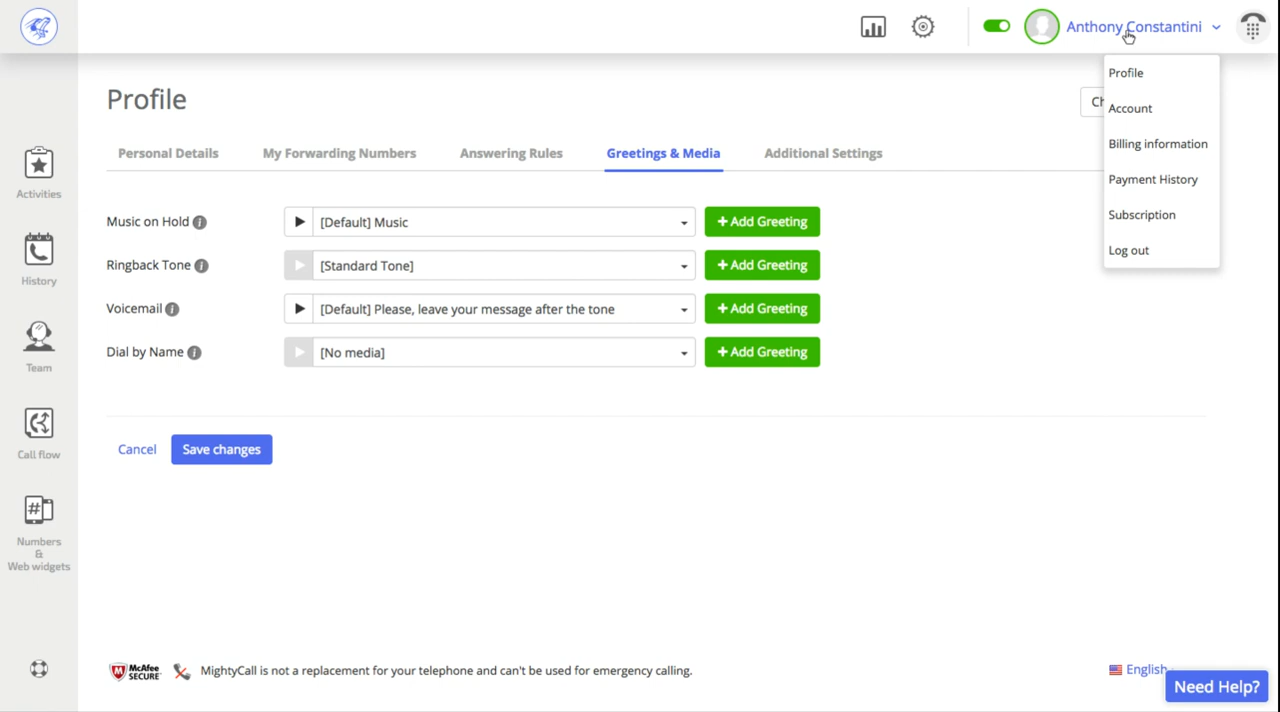 Anthony Constantini
Profile
Account
Billing information
Payment History
Subscription
Log out
Profile
Ch
Personal Details
My Forwarding Numbers
Answering Rules
Greetings & Media
Additional Settings
Music on Hold
[Default] Music
+ Add Greeting
Ringback Tone
[Standard Tone]
+ Add Greeting
Voicemail
[Default] Please, leave your message after the tone
+ Add Greeting
Dial by Name
[No media]
+ Add Greeting
Cancel
Save changes
Activities
History
Team
Call flow
#
Numbers
&
Web widgets
McAfee
SECURE
MightyCall is not a replacement for your telephone and can't be used for emergency calling.
English
Need Help?